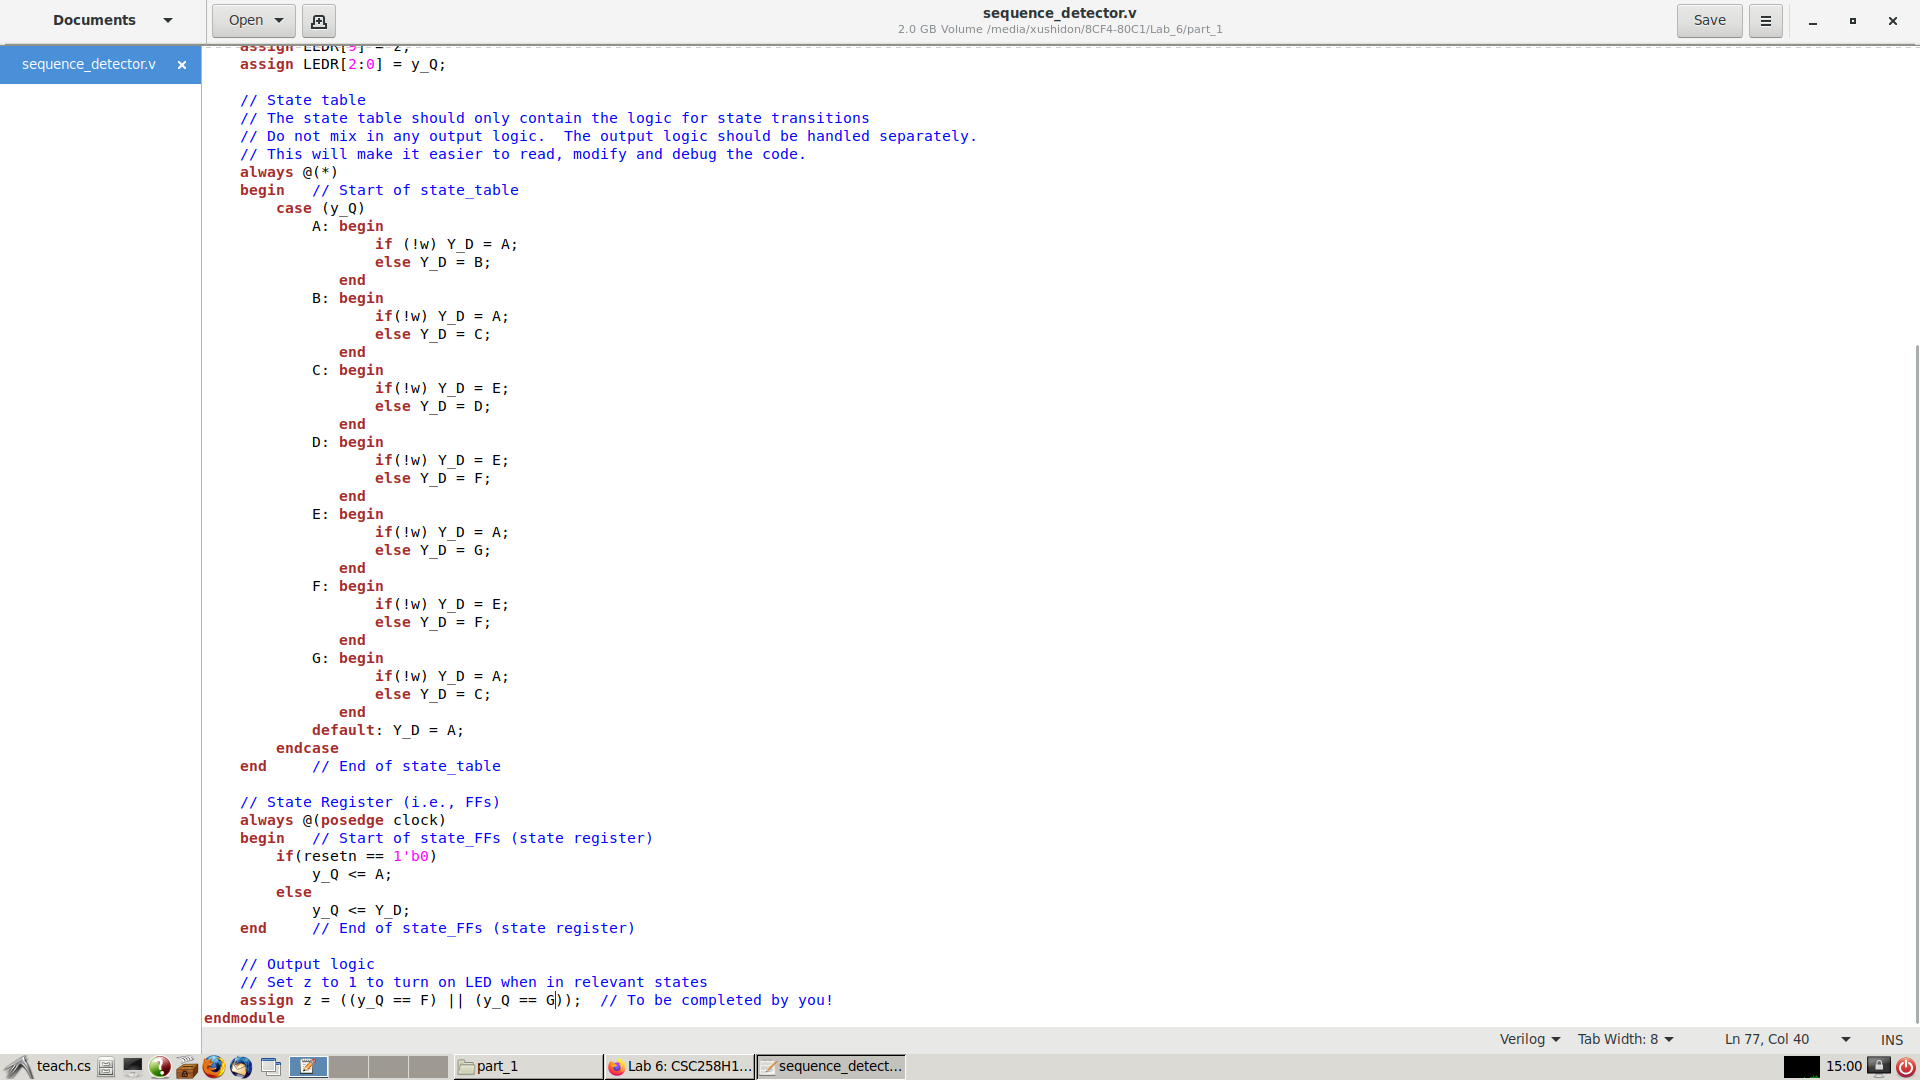 Documents
Open
sequence_detector.v
2.0 GB Volume /media/xushidon/8CF4-80C1/Lab_6/part_1
Save
sequence_detector.v
assign LEDR[9] = z;
assign LEDR[2:0] = y_Q;
// State table
// The state table should only contain the logic for state transitions
// Do not mix in any output logic.  The output logic should be handled separately.
// This will make it easier to read, modify and debug the code.
always @(*)
begin   // Start of state_table
case (y_Q)
A: begin
if (!w) Y_D = A;
else Y_D = B;
end
B: begin
if(!w) Y_D = A;
else Y_D = C;
end
C: begin
if(!w) Y_D = E;
else Y_D = D;
end
D: begin
if(!w) Y_D = E;
else Y_D = F;
end
E: begin
if(!w) Y_D = A;
else Y_D = G;
end
F: begin
if(!w) Y_D = E;
else Y_D = F;
end
G: begin
if(!w) Y_D = A;
else Y_D = C;
end
default: Y_D = A;
endcase
end     // End of state_table
// State Register (i.e., FFs)
always @(posedge clock)
begin   // Start of state_FFs (state register)
if(resetn == 1'b0)
y_Q <= A;
else
y_Q <= Y_D;
end     // End of state_FFs (state register)
// Output logic
// Set z to 1 to turn on LED when in relevant states
assign z = ((y_Q == F) || (y_Q == G));  // To be completed by you!
endmodule
Verilog
Tab Width: 8
Ln 77, Col 40
INS
teach.cs
part_1
Lab 6: CSC258H1...
sequence_detect...
15:00